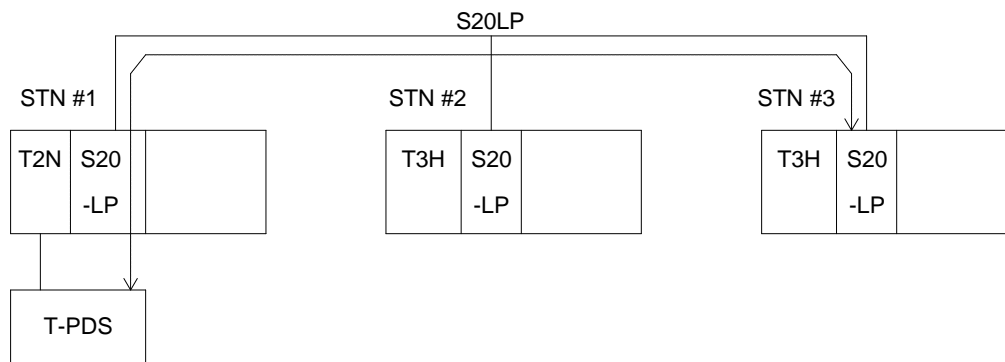 S20LP
STN #1
STN #2
STN #3
T2N
S20
-LP
T3H
S20
-LP
T3H
S20
-LP
T-PDS